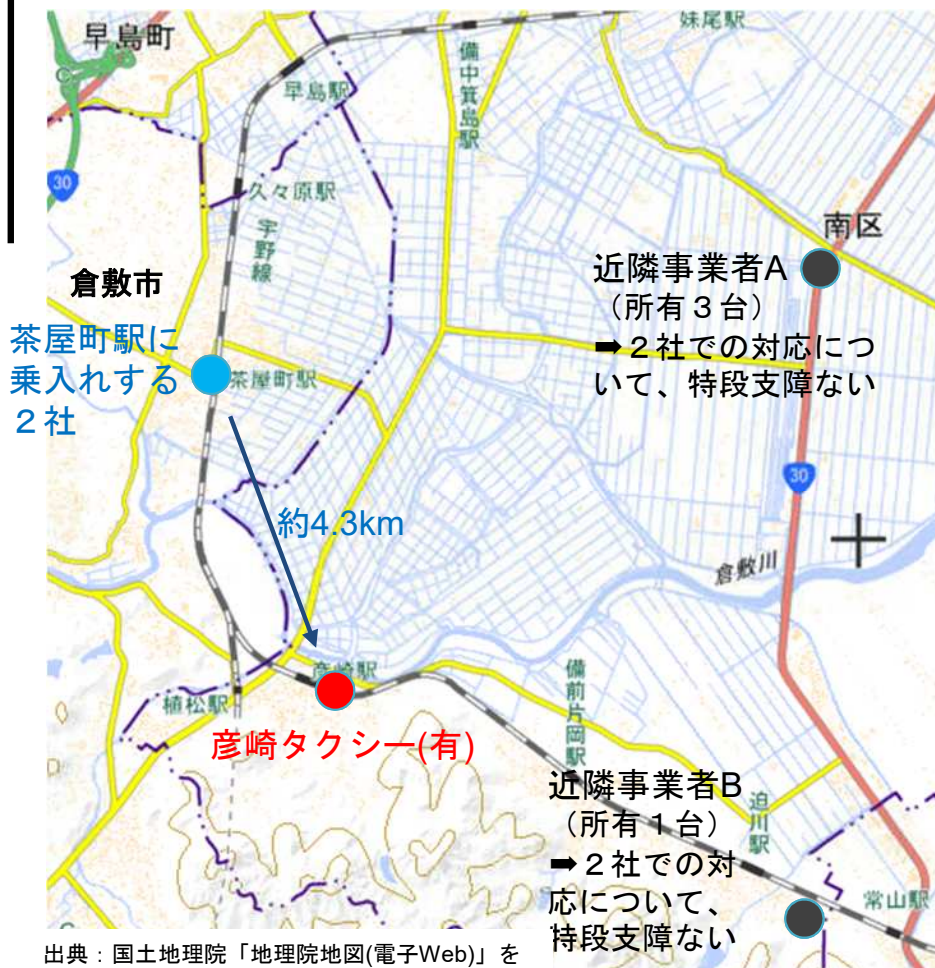 早島町
妹尾駅
早島駅
備中箕島駅
30
久々原駅
宇野線
南区
倉敷市
近隣事業者A
（所有３台）
➡２社での対応につ
いて、特段支障ない
茶屋町駅に
乗入れする
２社
茶屋町駅
30
約4.3km
倉敷川
彦崎駅
植松駅
備前片岡駅
彦崎タクシー(有)
近隣事業者B
（所有１台）
➡２社での対
応について、
特段支障ない
迫川駅
常山駅
出典：国土地理院「地理院地図(電子Web)」を